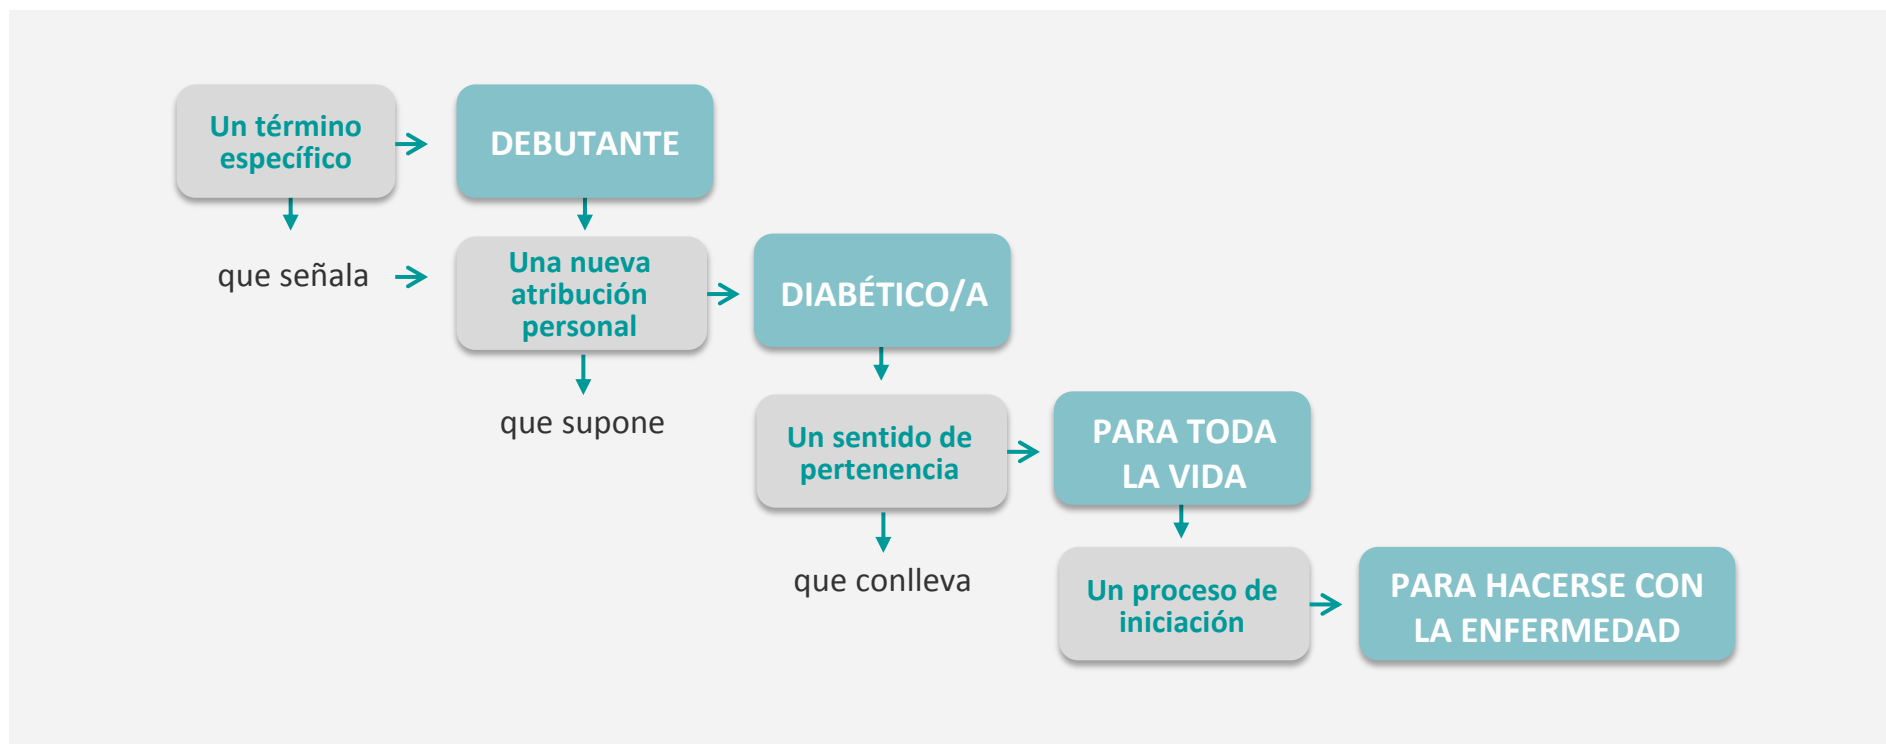 Un término
específico
DEBUTANTE
que señala
Una nueva
atribución
personal
DIABÉTICO/A
que supone
Un sentido de
pertenencia
PARA TODA
LA VIDA
que conlleva
Un proceso de
iniciación
PARA HACERSE CON
LA ENFERMEDAD